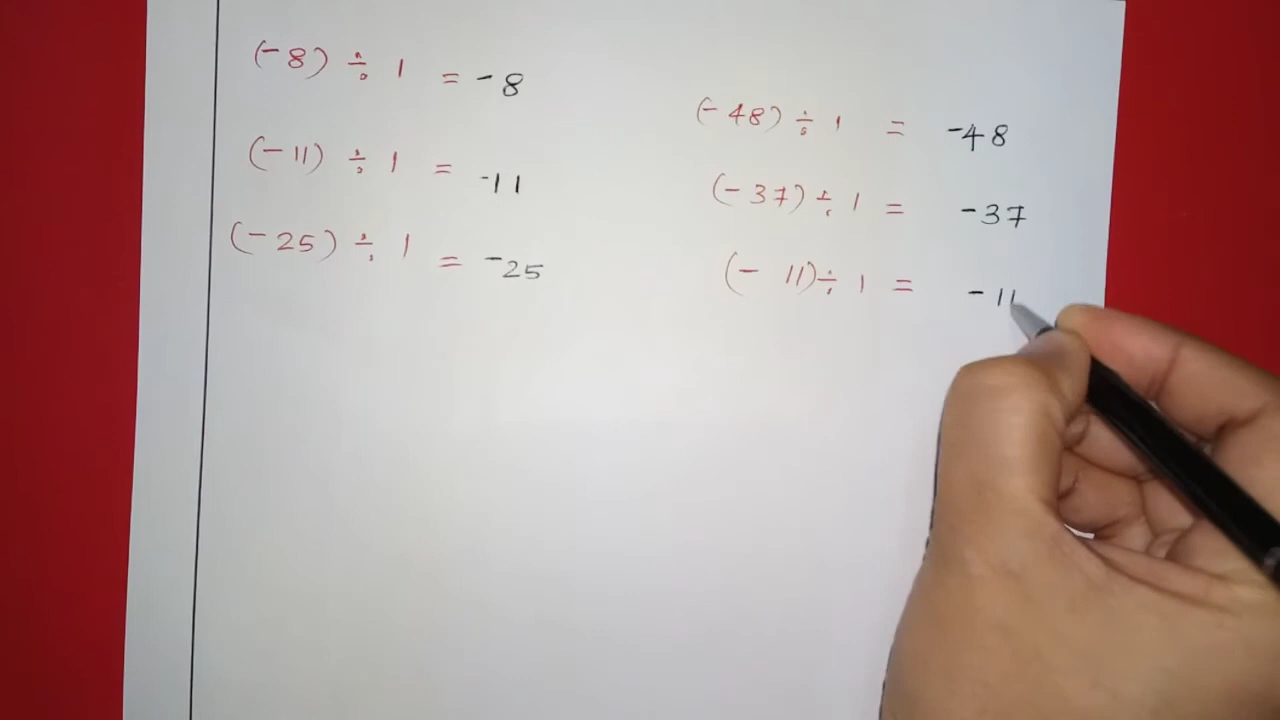 (-8) ÷ 1 = -8
(-11) ÷ 1 = -11
(-25) ÷ 1 = -25
(-48) ÷ 1 = -48
(-37) ÷ 1 = -37
(- 11) ÷ 1 = -11